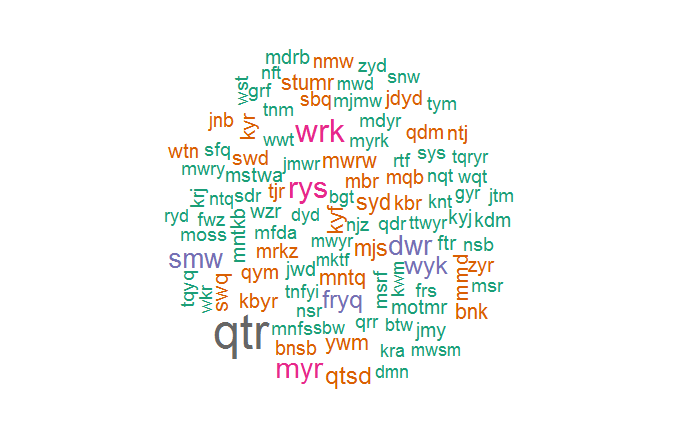 mdrb nmw zyd
nft stumr mwd snw
wst grf sbq mjmw jdyd tym
tnm mdyr
jnb kyr wwt wrk myrk qdm ntj
wtn sfq swd jmwr mwrw rtf sys tqryr
mwry mstwa tjr rys mbr mqb nqt wqt
krj ntq sdr bgt syd kbr knt gyr jtm
ryd fwz mntkb wzr dyd kyf njz qdr ttwyr kyj kdm
moss mfda mwyr mjs dwr ftr nsb
smw mrkz mktf wyk mmd zyr
tqyq swq qym jwd mntq msrf kwm frs msr
wkr kbyr tnfyi fryq motmr bnk
qtr nsr mnfs sbw qrr btw jmy
bnsb ywm kra mwsm
myr qtsd dmn